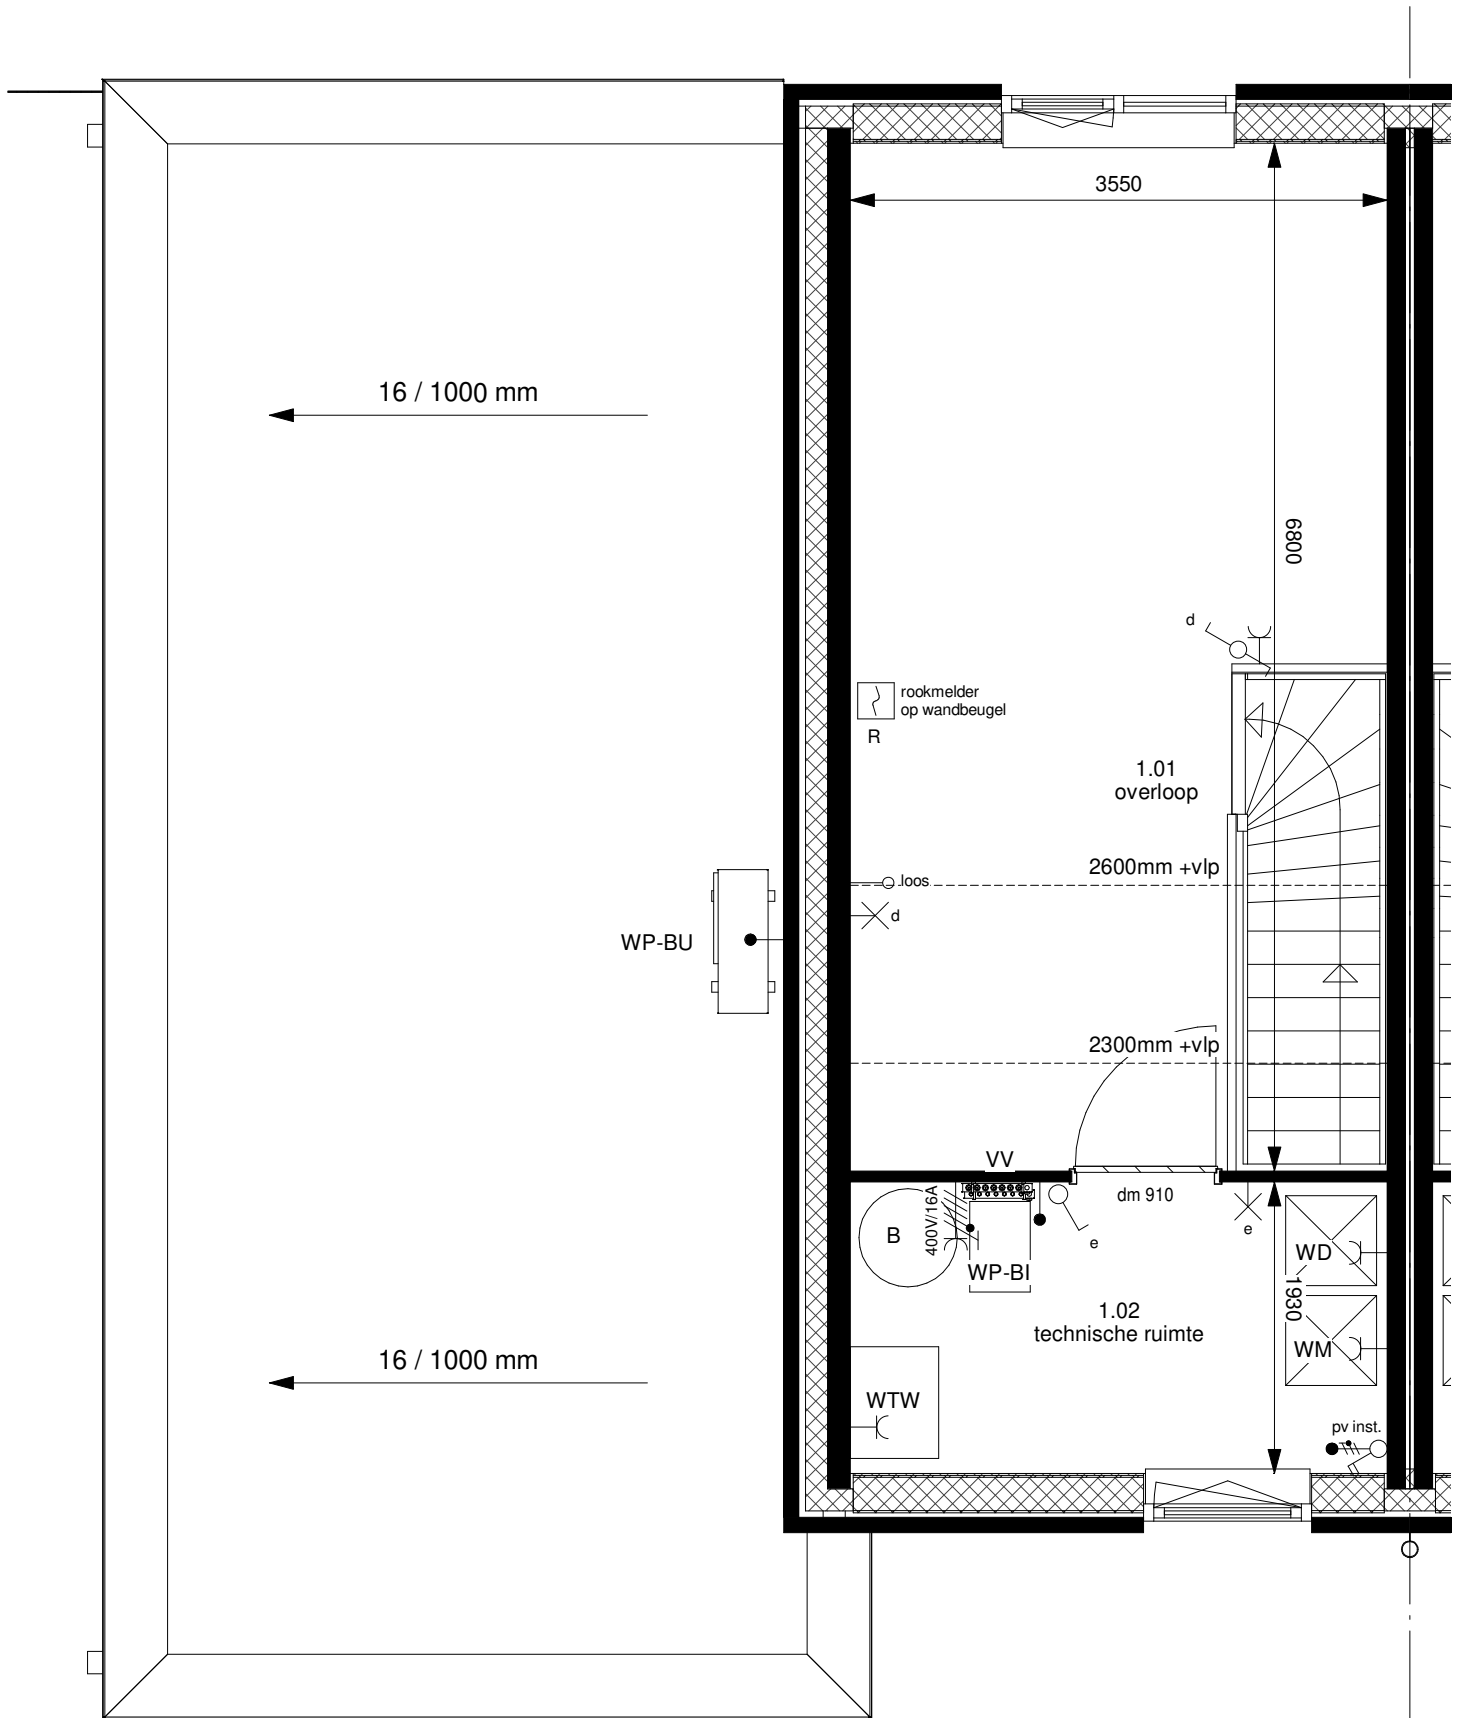 3550
16 / 1000 mm
6800
d
rookmelder
op wandbeugel
R
1.01
overloop
2600mm +vlp
loos
d
WP-BU
2300mm +vlp
VV
dm 910
400V/16A
B
e
e
WD
WP-BI
1930
1.02
technische ruimte
WM
16 / 1000 mm
WTW
pv inst.